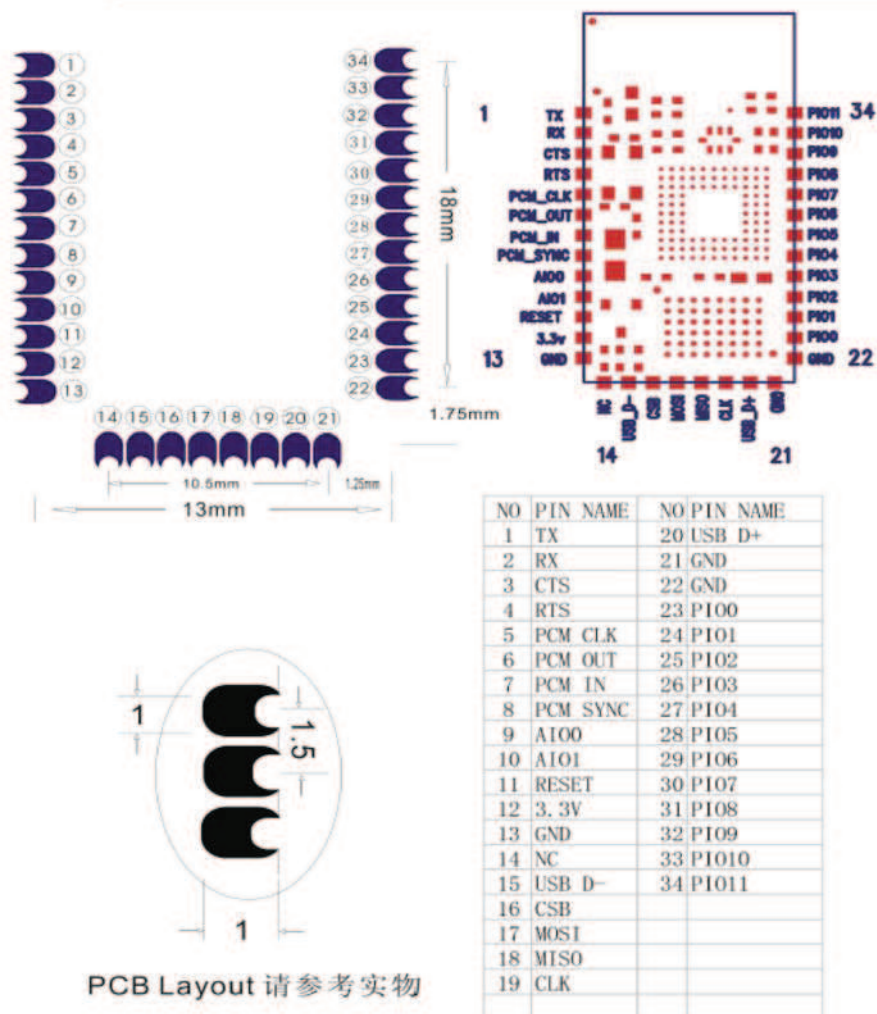 1
2
3
4
5
6
7
8
9
10
11
12
13
34
33
32
31
30
29
28
27
26
25
24
23
22
18mm
1.75mm
14 15 16 17 18 19 20 21
10.5mm
1.25mm
13mm
1
34
TX
RX
CTS
RTS
PCM_CLK
PCM_OUT
PCM_IN
PCM_SYNC
AIO0
AIO1
RESET
3.3v
GND
13
PIO11
PIO10
PIO9
PIO8
PIO7
PIO6
PIO5
PIO4
PIO3
PIO2
PIO1
PIO0
GND
22
NC
USB_D-
CSB
MOSI
MISO
CLK
USB_D+
GND
14
21
NO PIN NAME NO PIN NAME
1 TX 20 USB D+
2 RX 21 GND
3 CTS 22 GND
4 RTS 23 PIO0
5 PCM CLK 24 PIO1
6 PCM OUT 25 PIO2
7 PCM IN 26 PIO3
8 PCM SYNC 27 PIO4
9 AIO0 28 PIO5
10 AIO1 29 PIO6
11 RESET 30 PIO7
12 3.3V 31 PIO8
13 GND 32 PIO9
14 NC 33 PIO10
15 USB D- 34 PIO11
16 CSB
17 MOSI
18 MISO
19 CLK
1
1.5
1
PCB Layout 请参考实物